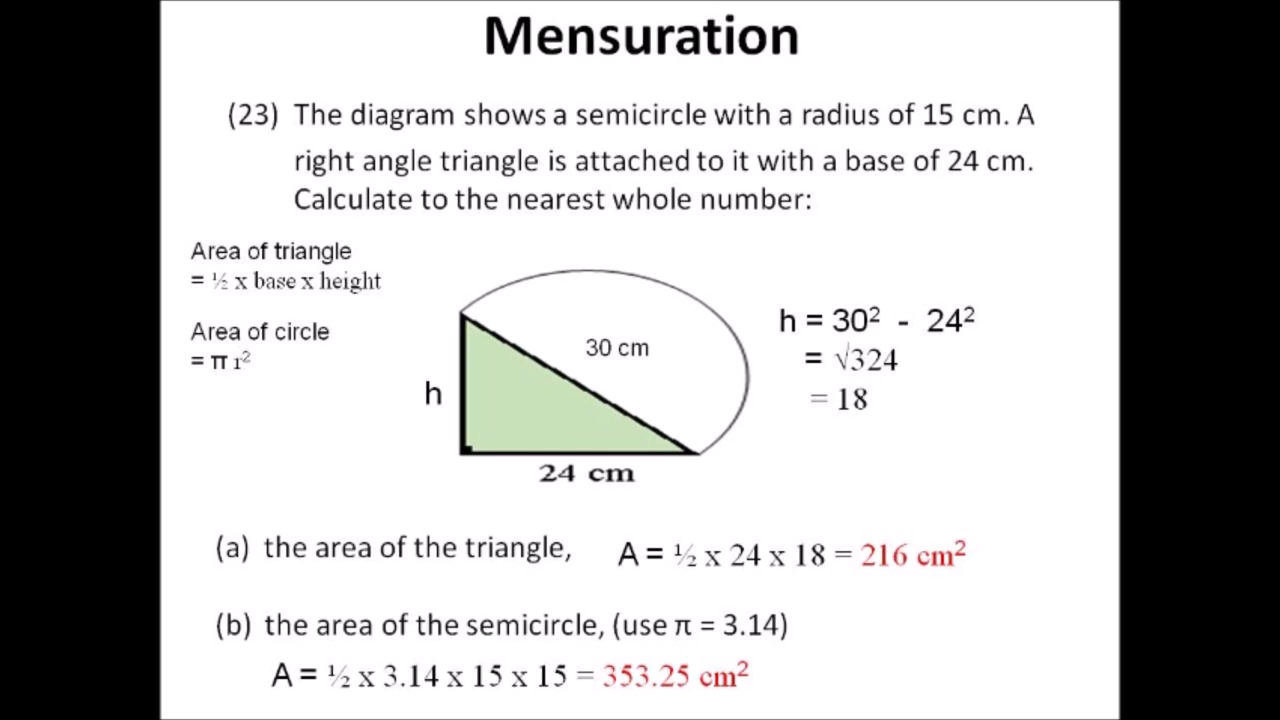 Mensuration
(23) The diagram shows a semicircle with a radius of 15 cm. A
right angle triangle is attached to it with a base of 24 cm.
Calculate to the nearest whole number:
Area of triangle
= ½ x base x height
Area of circle
= π r²
30 cm
h
24 cm
h = 30² - 24²
= √324
= 18
(a) the area of the triangle, A = ½ x 24 x 18 = 216 cm²
(b) the area of the semicircle, (use π = 3.14)
A = ½ x 3.14 x 15 x 15 = 353.25 cm²